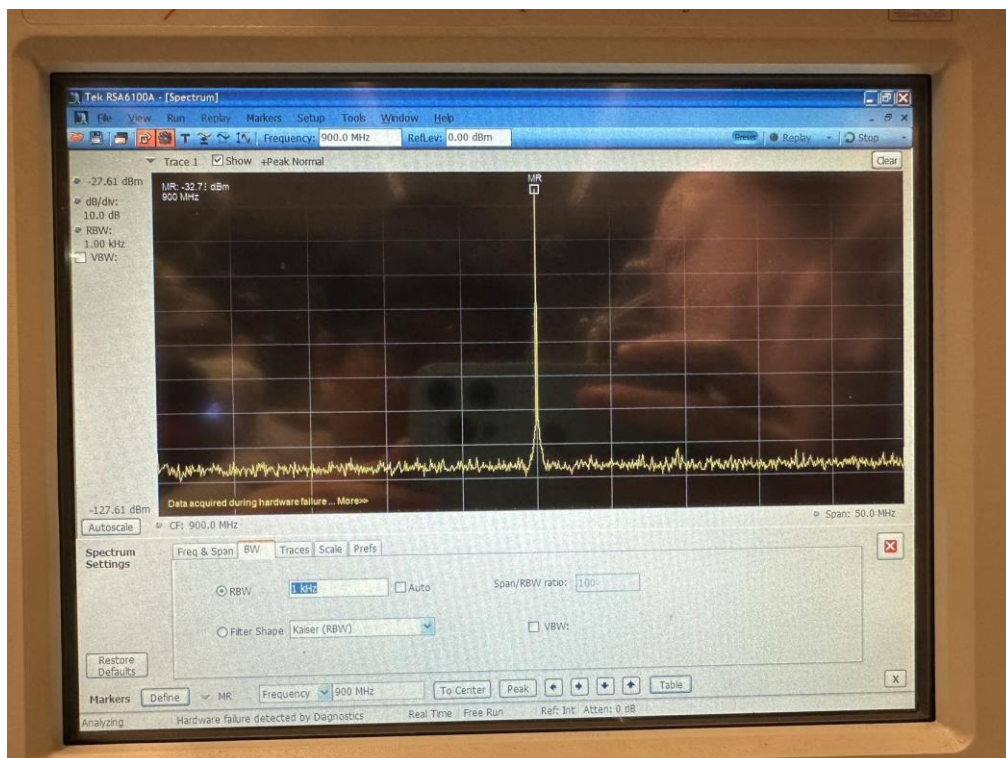 Tek RSA6100A - [Spectrum]
File View Run Replay Markers Setup Tools Window Help
T Frequency: 900.0 MHz RefLev: 0.00 dBm Preset Replay Stop
Trace 1 Show +Peak Normal Clear
-27.61 dBm
dB/div:
10.0 dB
RBW:
1.00 kHz
VBW:
MR: dBm
900 MHz
MR
Data acquired during hardware failure ... More>>
-127.61 dBm
Autoscale CF: 900.0 MHz Span: 50.0 MHz
Spectrum
Settings
Freq & Span BW Traces Scale Prefs
RBW 1 kHz Auto Span/RBW ratio: 100
Filter Shape Kaiser (RBW) VBW:
Restore
Defaults
Markers Define MR Frequency 900 MHz To Center Peak Table X
Analyzing Hardware failure detected by Diagnostics Real Time Free Run Ref: Int Atten: 0 dB